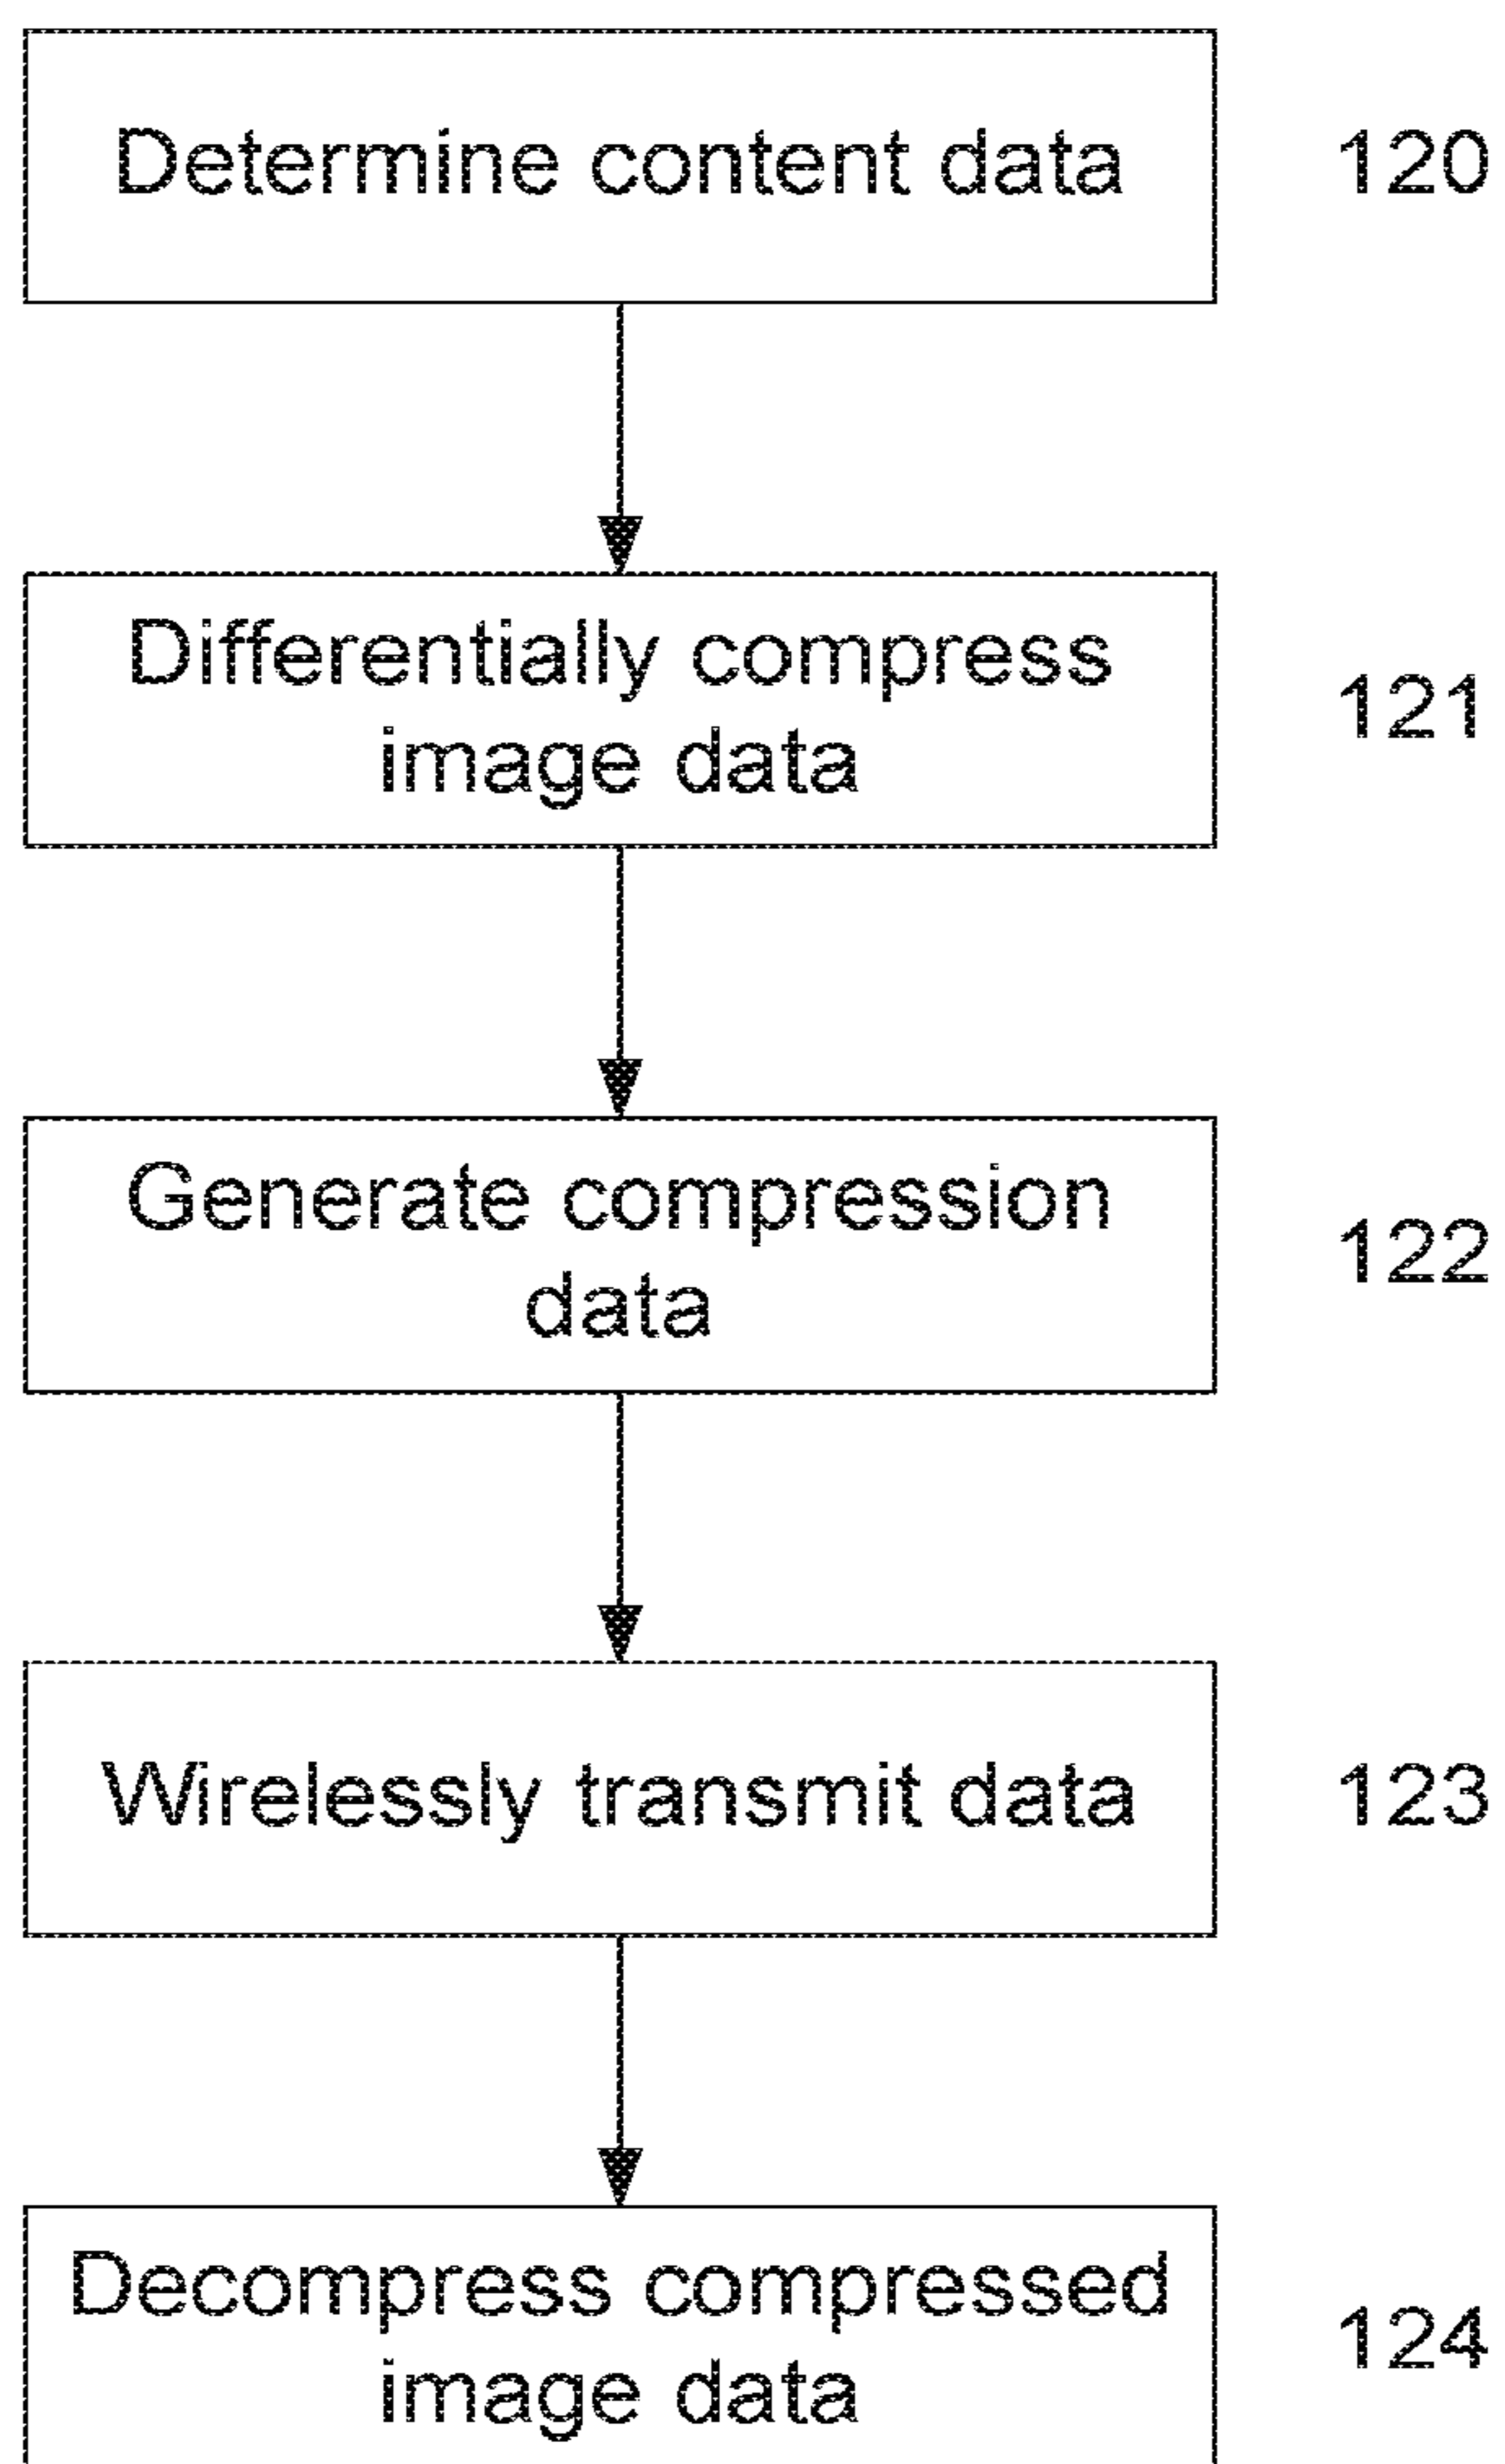 Determine content data
120
Differentially compress
image data
121
Generate compression
data
122
Wirelessly transmit data
123
Decompress compressed
image data
124